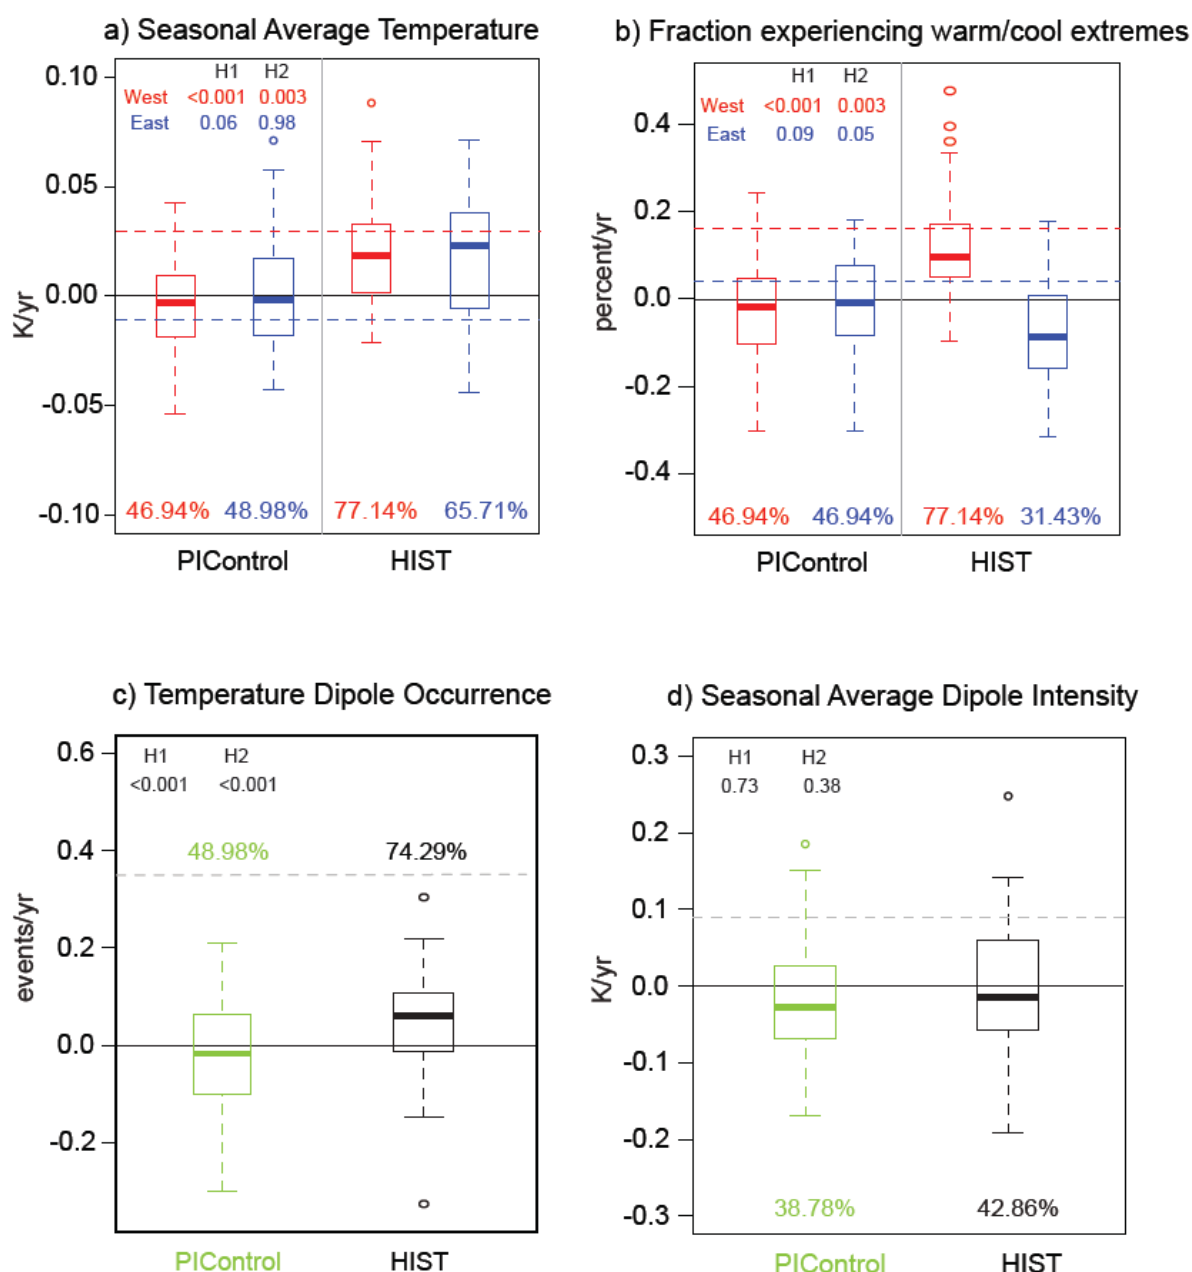 a) Seasonal Average Temperature
H1 H2
West <0.001 0.003
East 0.06 0.98
0.10
0.05
0.00
-0.05
-0.10
K/yr
46.94% 48.98% 77.14% 65.71%
PIControl HIST
b) Fraction experiencing warm/cool extremes
H1 H2
West <0.001 0.003
East 0.09 0.05
0.4
0.2
0.0
-0.2
-0.4
percent/yr
46.94% 46.94% 77.14% 31.43%
PIControl HIST
c) Temperature Dipole Occurrence
H1 H2
<0.001 <0.001
48.98% 74.29%
0.6
0.4
0.2
0.0
-0.2
events/yr
PIControl HIST
d) Seasonal Average Dipole Intensity
H1 H2
0.73 0.38
0.3
0.2
0.1
0.0
-0.1
-0.2
-0.3
K/yr
38.78% 42.86%
PIControl HIST